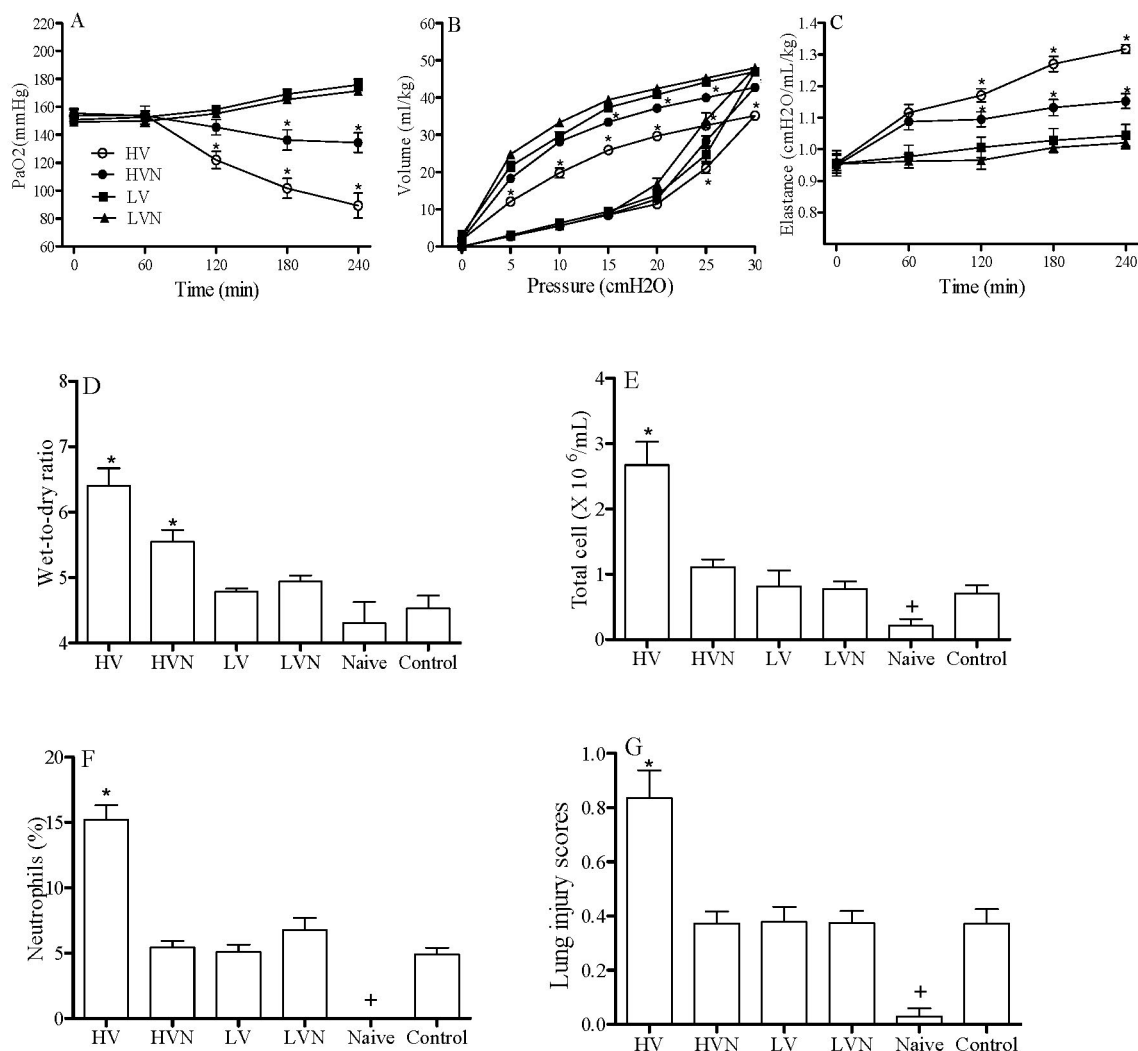 A
PaO2(mmHg)
220
200
180
160
140
120
100
80
60
HV
HVN
LV
LVN
* * *
* *
0 60 120 180 240
Time (min)
B
Volume (ml/kg)
60
50
40
30
20
10
0
* * * * * * * * * *
0 5 10 15 20 25 30
Pressure (cmH2O)
C
Elastance (cmH2O/mL/kg)
1.4
1.3
1.2
1.1
1.0
0.9
* * *
* * *
0 60 120 180 240
Time (min)
D
Wet-to-dry ratio
8
7
6
5
4
* *
HV HVN LV LVN Naive Control
E
Total cell (X 10 6/mL)
4
3
2
1
0
* +
HV HVN LV LVN Naive Control
F
Neutrophils (%)
20
15
10
5
0
* +
HV HVN LV LVN Naive Control
G
Lung injury scores
1.0
0.8
0.6
0.4
0.2
0.0
* +
HV HVN LV LVN Naive Control